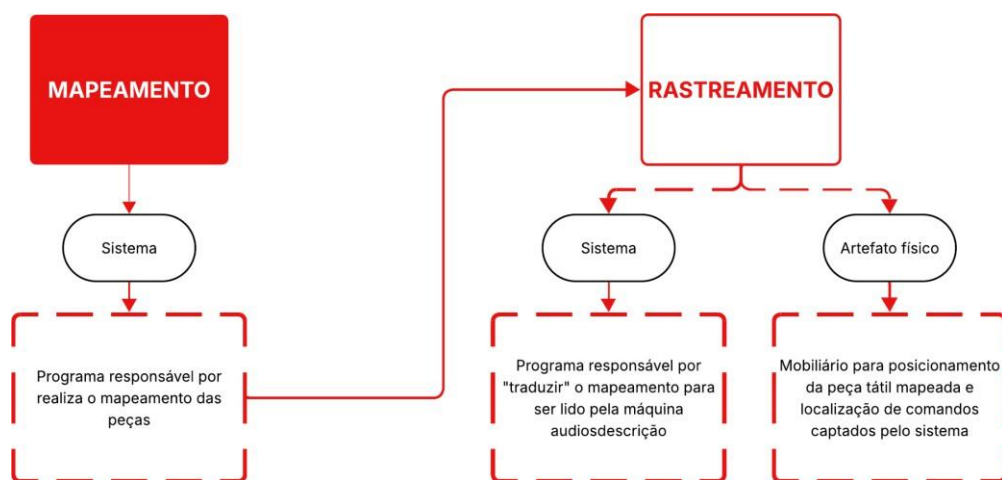 MAPEAMENTO
RASTREAMENTO
Sistema
Sistema
Artefato físico
Programa responsável por
realiza o mapeamento das
peças
Programa responsável por
"traduzir" o mapeamento para
ser lido pela máquina
audiosdescrição
Mobiliário para posicionamento
da peça tátil mapeada e
localização de comandos
captados pelo sistema